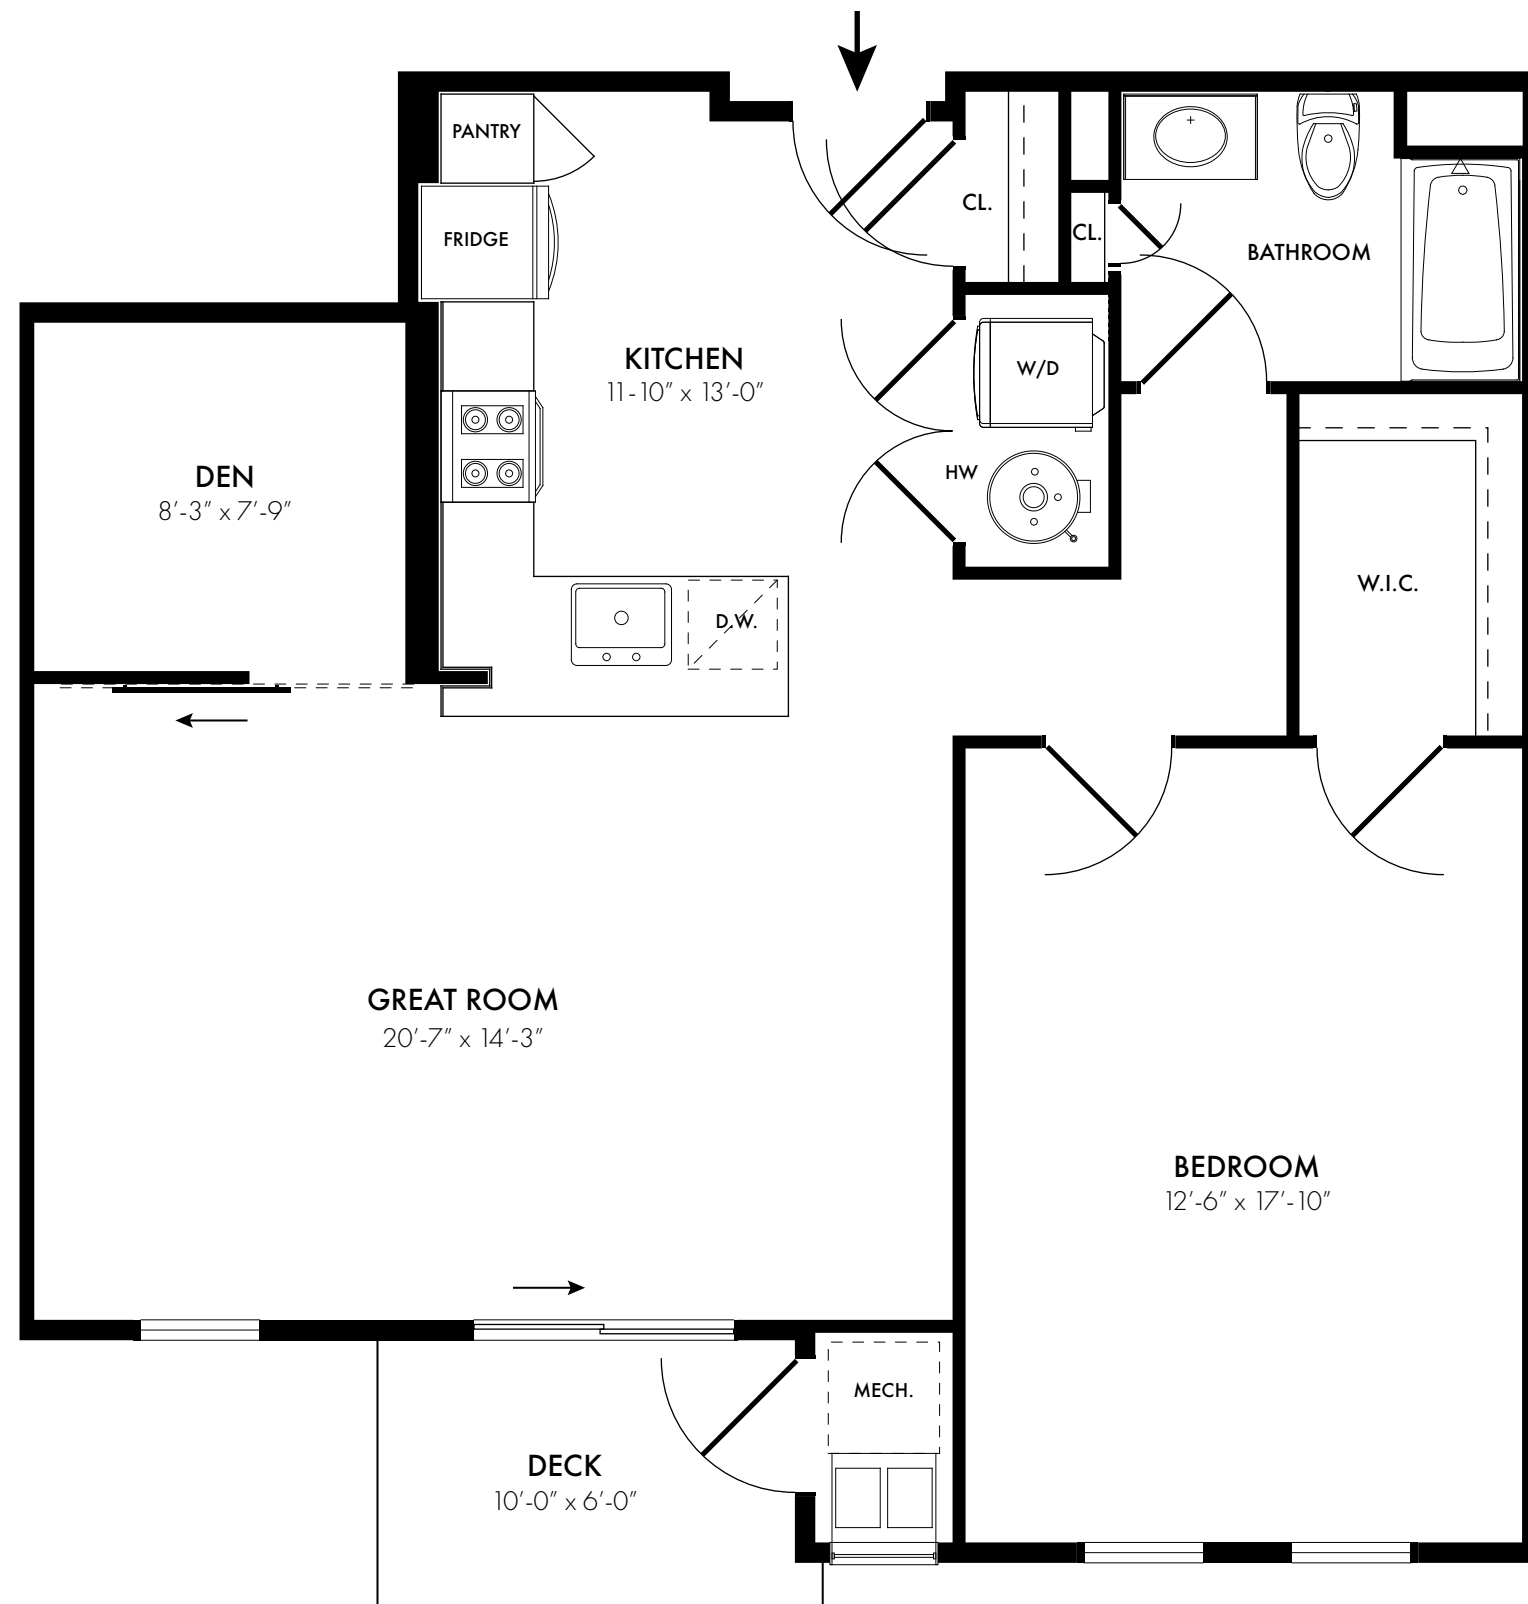 PANTRY
FRIDGE
CL.
CL.
BATHROOM
KITCHEN
11-10” x 13’-0”
W/D
HW
DEN
8’-3” x 7’-9”
D.W.
W.I.C.
GREAT ROOM
20’-7” x 14’-3”
BEDROOM
12’-6” x 17’-10”
MECH.
DECK
10’-0” x 6’-0”